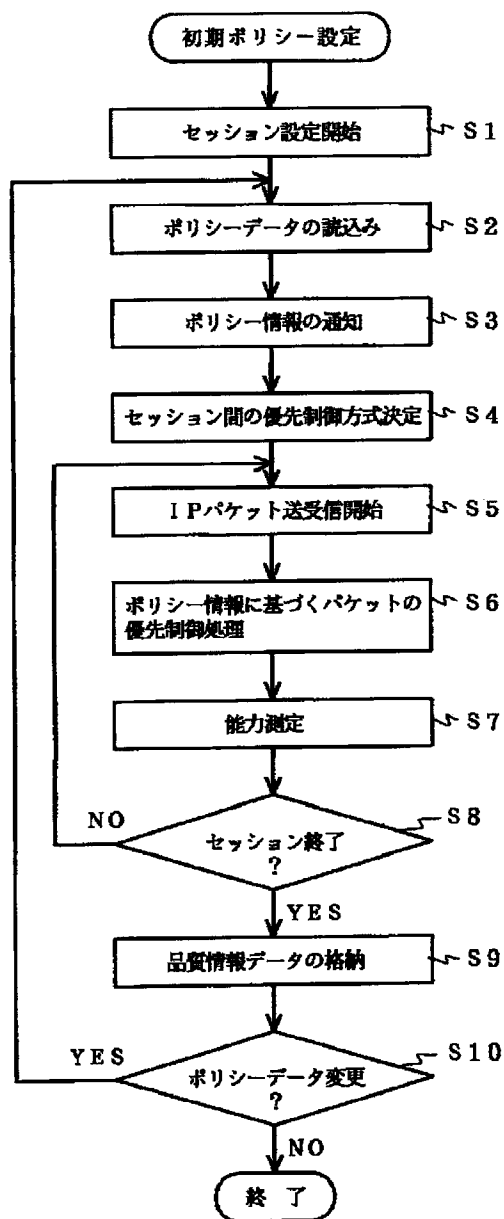 初期ポリシー設定
セッション設定開始
S1
ポリシーデータの読込み
S2
ポリシー情報の通知
S3
セッション間の優先制御方式決定
S4
IPパケット送受信開始
S5
ポリシー情報に基づくパケットの
優先制御処理
S6
能力測定
S7
S8
NO
セッション終了
?
YES
品質情報データの格納
S9
YES
S10
ポリシーデータ変更
?
NO
終 了